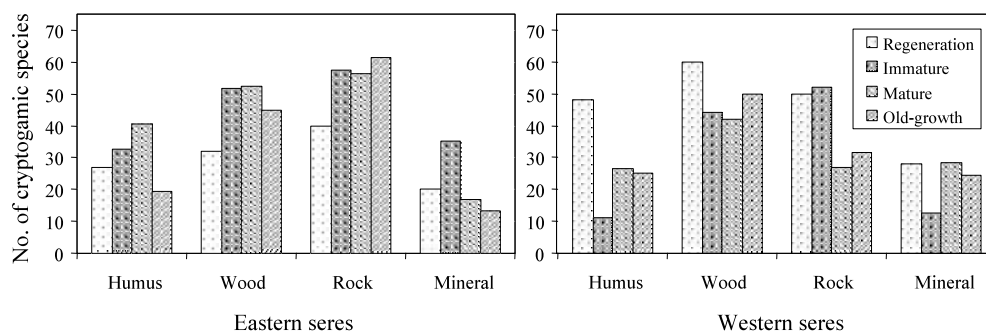 No. of cryptogamic species
70
60
50
40
30
20
10
0
Humus Wood Rock Mineral
Eastern seres
70
60
50
40
30
20
10
0
Regeneration
Immature
Mature
Old-growth
Humus Wood Rock Mineral
Western seres